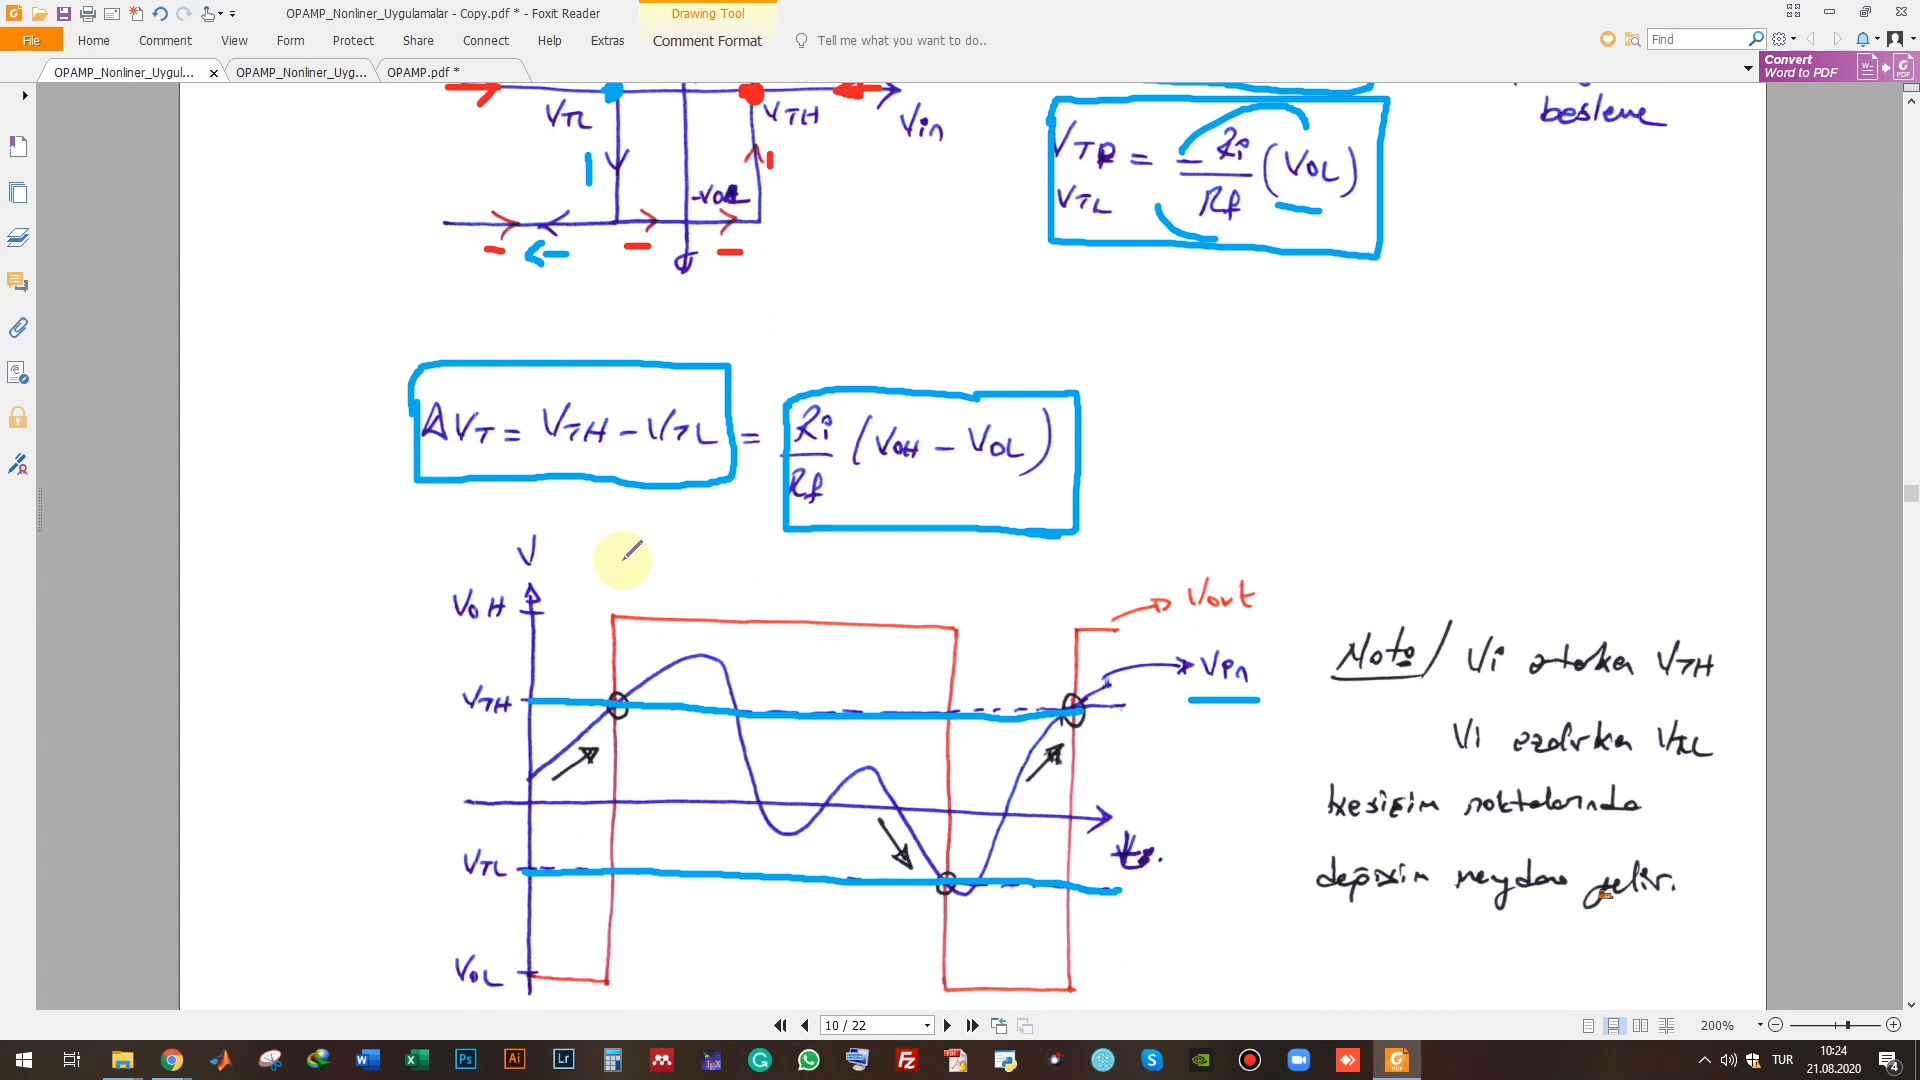 OPAMP_Nonliner_Uygulamalar - Copy.pdf * - Foxit Reader
Drawing Tool
File Home Comment View Form Protect Share Connect Help Extras Comment Format Tell me what you want to do.. Find
OPAMP_Nonliner_Uygul... OPAMP_Nonliner_Uyg... OPAMP.pdf *
Convert
Word to PDF
VTL VTH Vin
besleme
-VOL
VTR = - Ri/Rf (VOL)
VTL
ΔVT = VTH - VTL = Ri/Rf (VOH - VOL)
V
VOH
Vout
VTH
Vin
VTL
VOL
Not / Vi artarken VTH
Vi azalırken VTL
kesişim noktalarında
değişim meydana gelir.
10 / 22
200%
TUR
10:24
21.08.2020
4